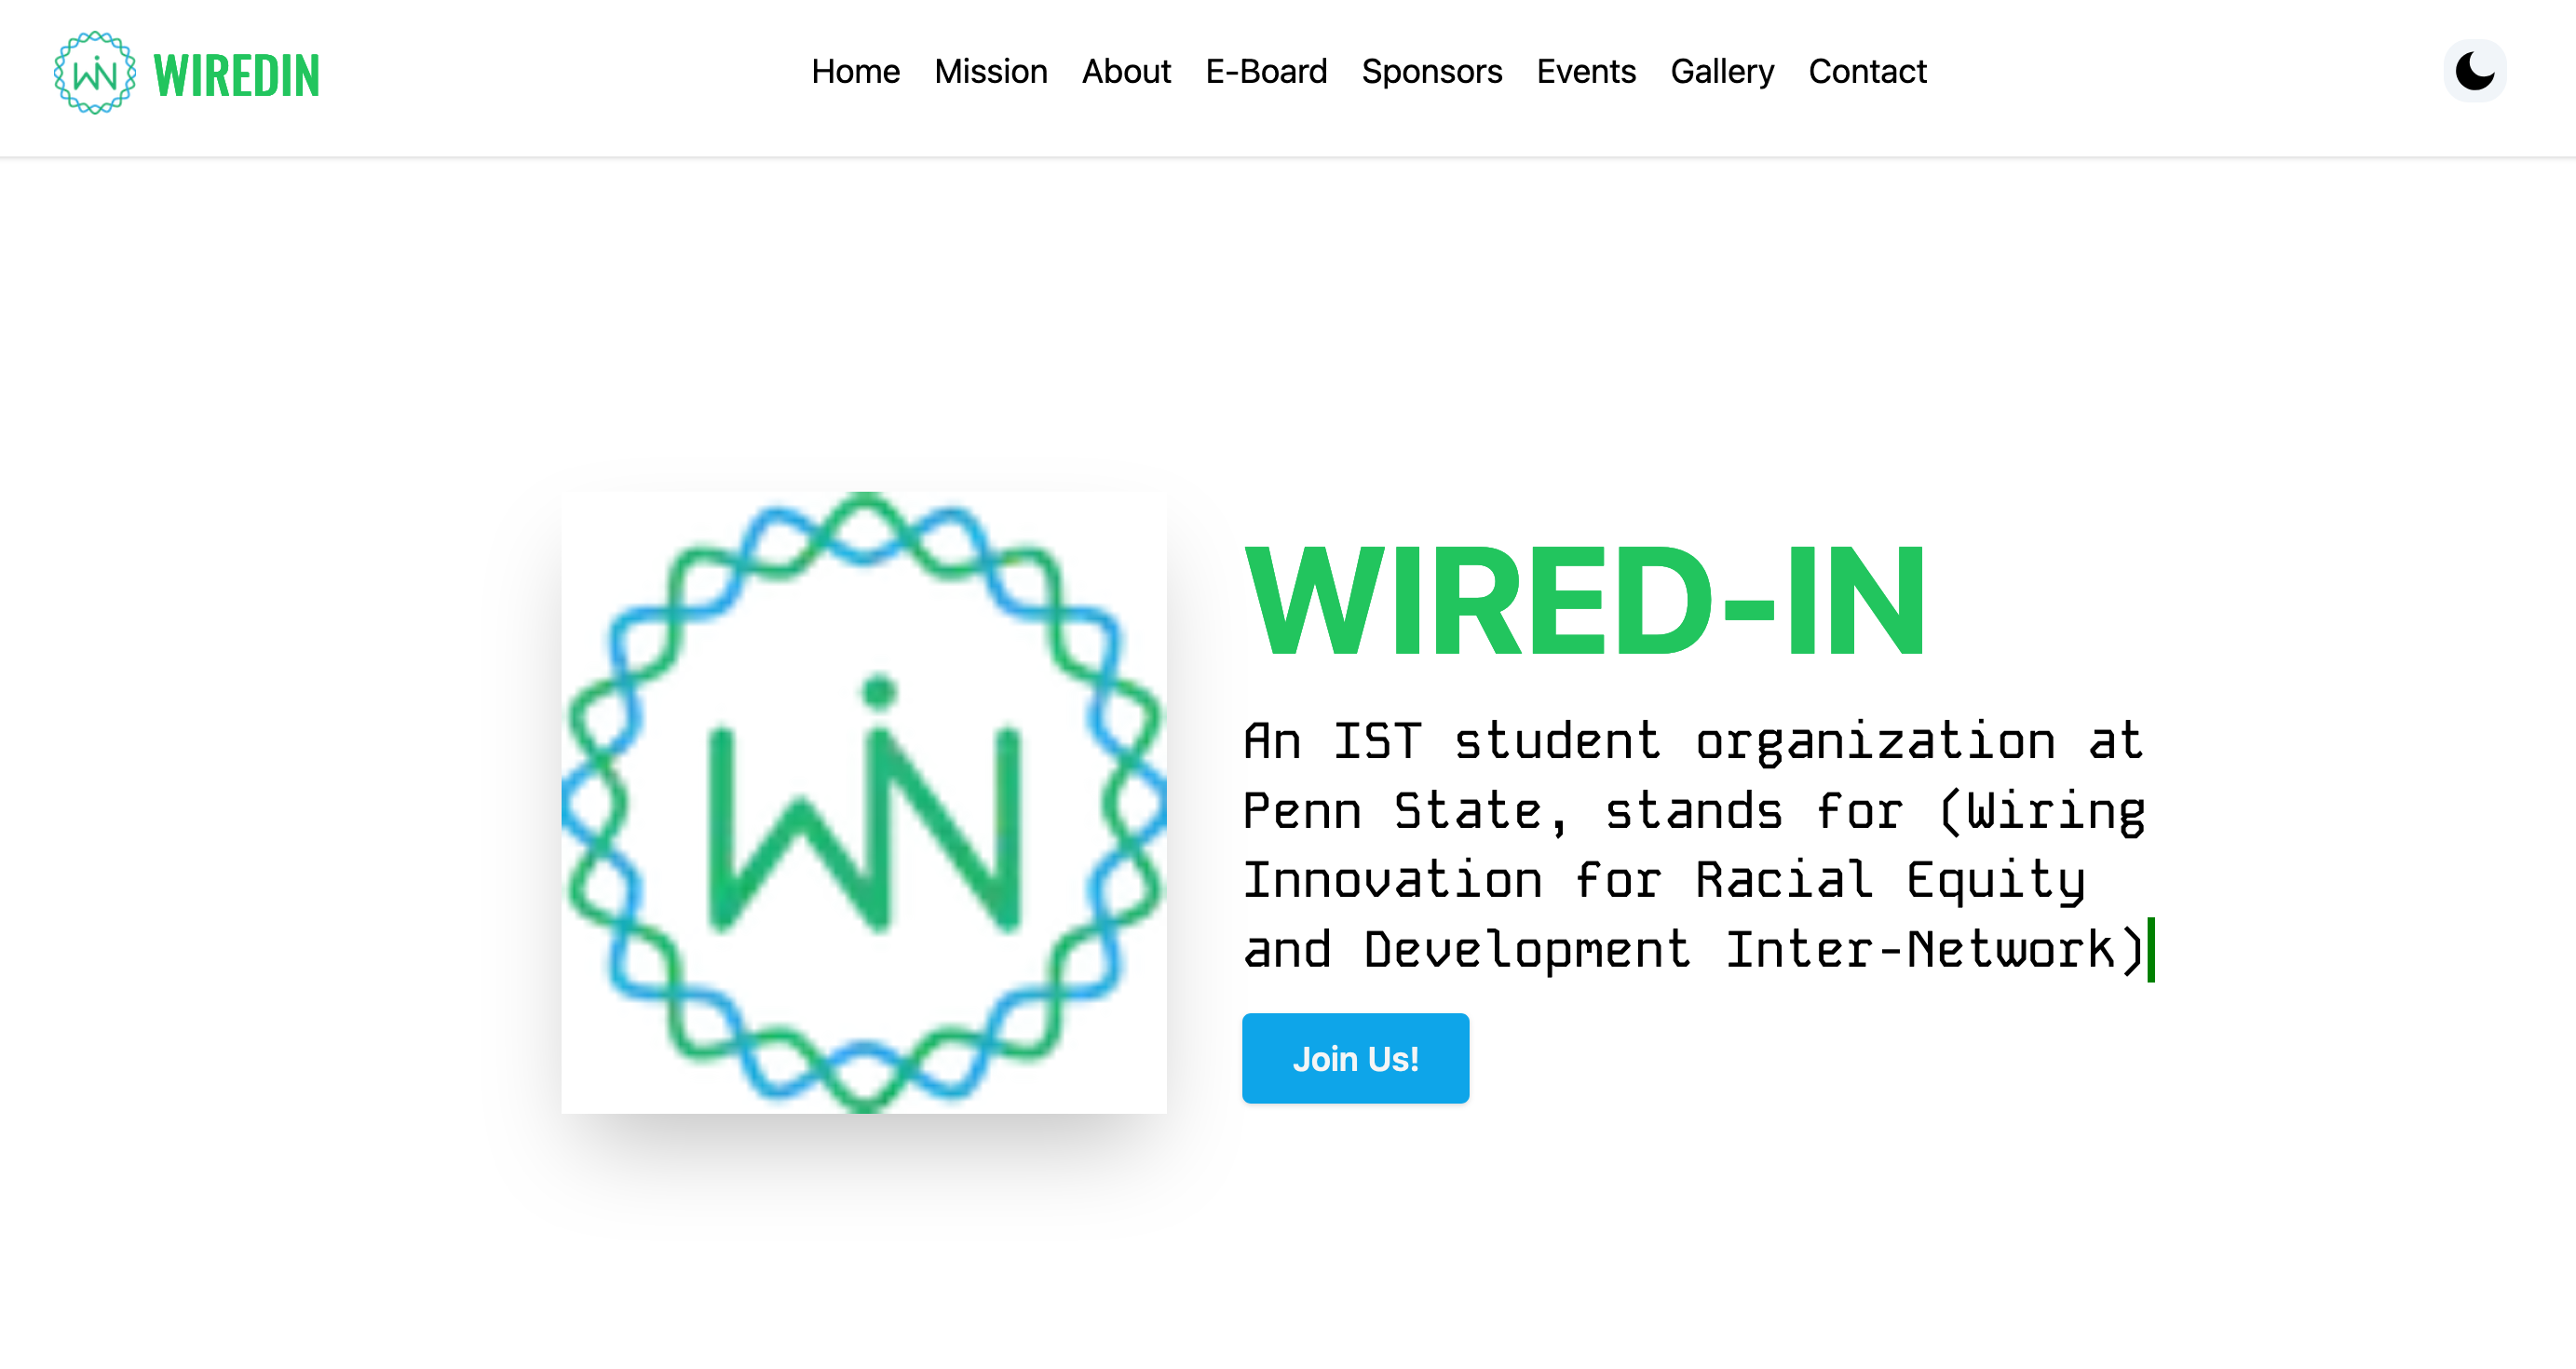 WiN WIREDIN
Home Mission About E-Board Sponsors Events Gallery Contact
WiN
WIRED-IN
An IST student organization at
Penn State, stands for (Wiring
Innovation for Racial Equity
and Development Inter-Network)
Join Us!